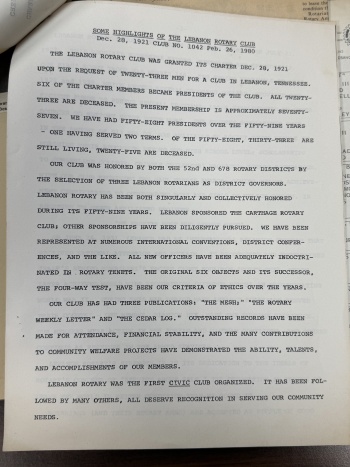 SOME HIGHLIGHTS OF THE LEBANON ROTARY CLUB
Dec. 28, 1921 CLUB NO. 1042 Feb. 26, 1980
THE LEBANON ROTARY CLUB WAS GRANTED ITS CHARTER DEC. 28, 1921
UPON THE REQUEST OF TWENTY-THREE MEN FOR A CLUB IN LEBANON, TENNESSEE.
SIX OF THE CHARTER MEMBERS BECAME PRESIDENTS OF THE CLUB. ALL TWENTY-
THREE ARE DECEASED. THE PRESENT MEMBERSHIP IS APPROXIMATELY SEVENTY-
SEVEN. WE HAVE HAD FIFTY-EIGHT PRESIDENTS OVER THE FIFTY-NINE YEARS
- ONE HAVING SERVED TWO TERMS. OF THE FIFTY-EIGHT, THIRTY-THREE ARE
STILL LIVING, TWENTY-FIVE ARE DECEASED.
OUR CLUB WAS HONORED BY BOTH THE 52nd AND 678 ROTARY DISTRICTS BY
THE SELECTION OF THREE LEBANON ROTARIANS AS DISTRICT GOVERNORS.
LEBANON ROTARY HAS BEEN BOTH SINGULARLY AND COLLECTIVELY HONORED
DURING ITS FIFTY-NINE YEARS. LEBANON SPONSORED THE CARTHAGE ROTARY
CLUB; OTHER SPONSORSHIPS HAVE BEEN DILIGENTLY PURSUED. WE HAVE BEEN
REPRESENTED AT NUMEROUS INTERNATIONAL CONVENTIONS, DISTRICT CONFER-
ENCES, AND THE LIKE. ALL NEW OFFICERS HAVE BEEN ADEQUATELY INDOCTRI-
NATED IN ROTARY TENETS. THE ORIGINAL SIX OBJECTS AND ITS SUCCESSOR,
THE FOUR-WAY TEST, HAVE BEEN OUR CRITERIA OF ETHICS OVER THE YEARS.
OUR CLUB HAS HAD THREE PUBLICATIONS: "THE MESH;" "THE ROTARY
WEEKLY LETTER" AND "THE CEDAR LOG." OUTSTANDING RECORDS HAVE BEEN
MADE FOR ATTENDANCE, FINANCIAL STABILITY, AND THE MANY CONTRIBUTIONS
TO COMMUNITY WELFARE PROJECTS HAVE DEMONSTRATED THE ABILITY, TALENTS,
AND ACCOMPLISHMENTS OF OUR MEMBERS.
LEBANON ROTARY WAS THE FIRST CIVIC CLUB ORGANIZED. IT HAS BEEN FOL-
LOWED BY MANY OTHERS, ALL DESERVE RECOGNITION IN SERVING OUR COMMUNITY
NEEDS.